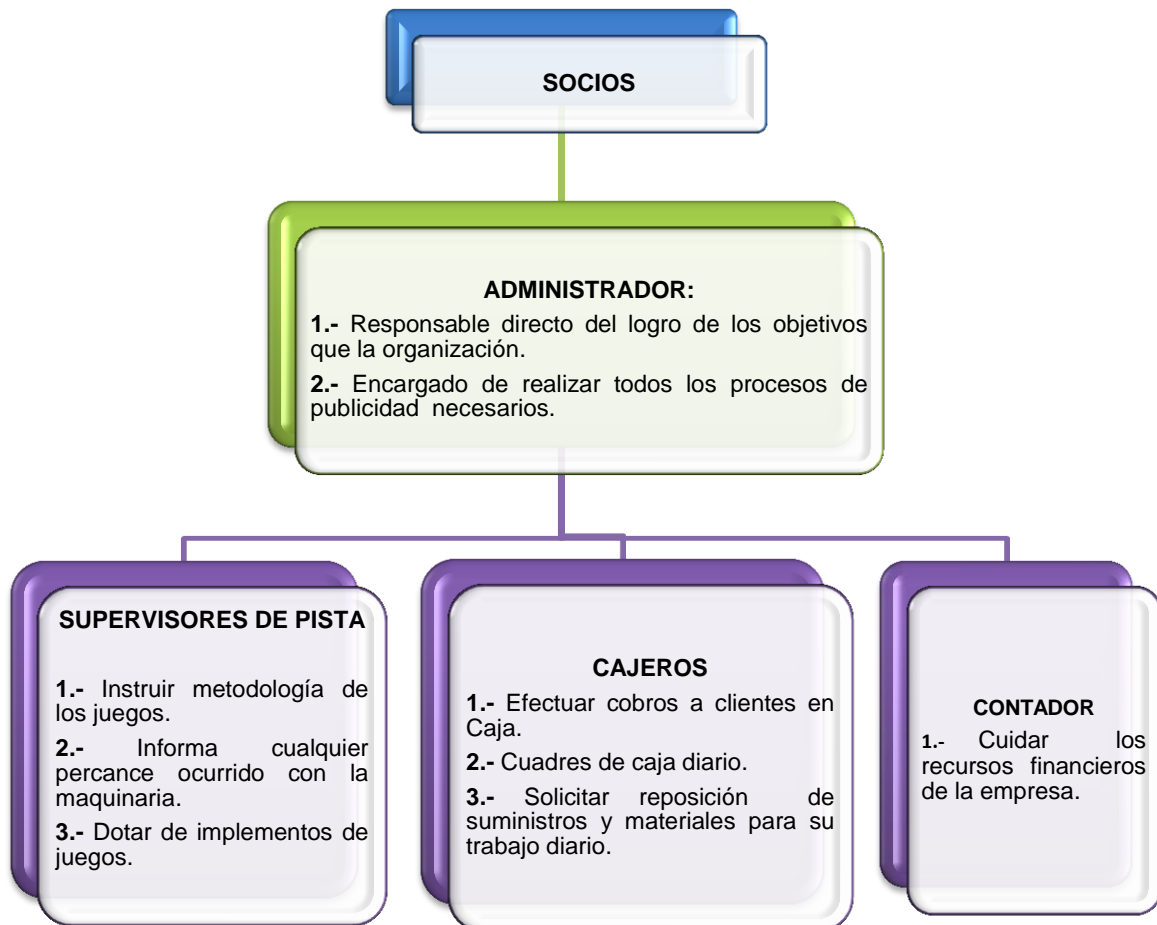 SOCIOS
ADMINISTRADOR:
1.- Responsable directo del logro de los objetivos
que la organización.
2.- Encargado de realizar todos los procesos de
publicidad necesarios.
SUPERVISORES DE PISTA
1.- Instruir metodología de
los juegos.
2.- Informa cualquier
percance ocurrido con la
maquinaria.
3.- Dotar de implementos de
juegos.
CAJEROS
1.- Efectuar cobros a clientes en
Caja.
2.- Cuadres de caja diario.
3.- Solicitar reposición de
suministros y materiales para su
trabajo diario.
CONTADOR
1.- Cuidar los
recursos financieros
de la empresa.